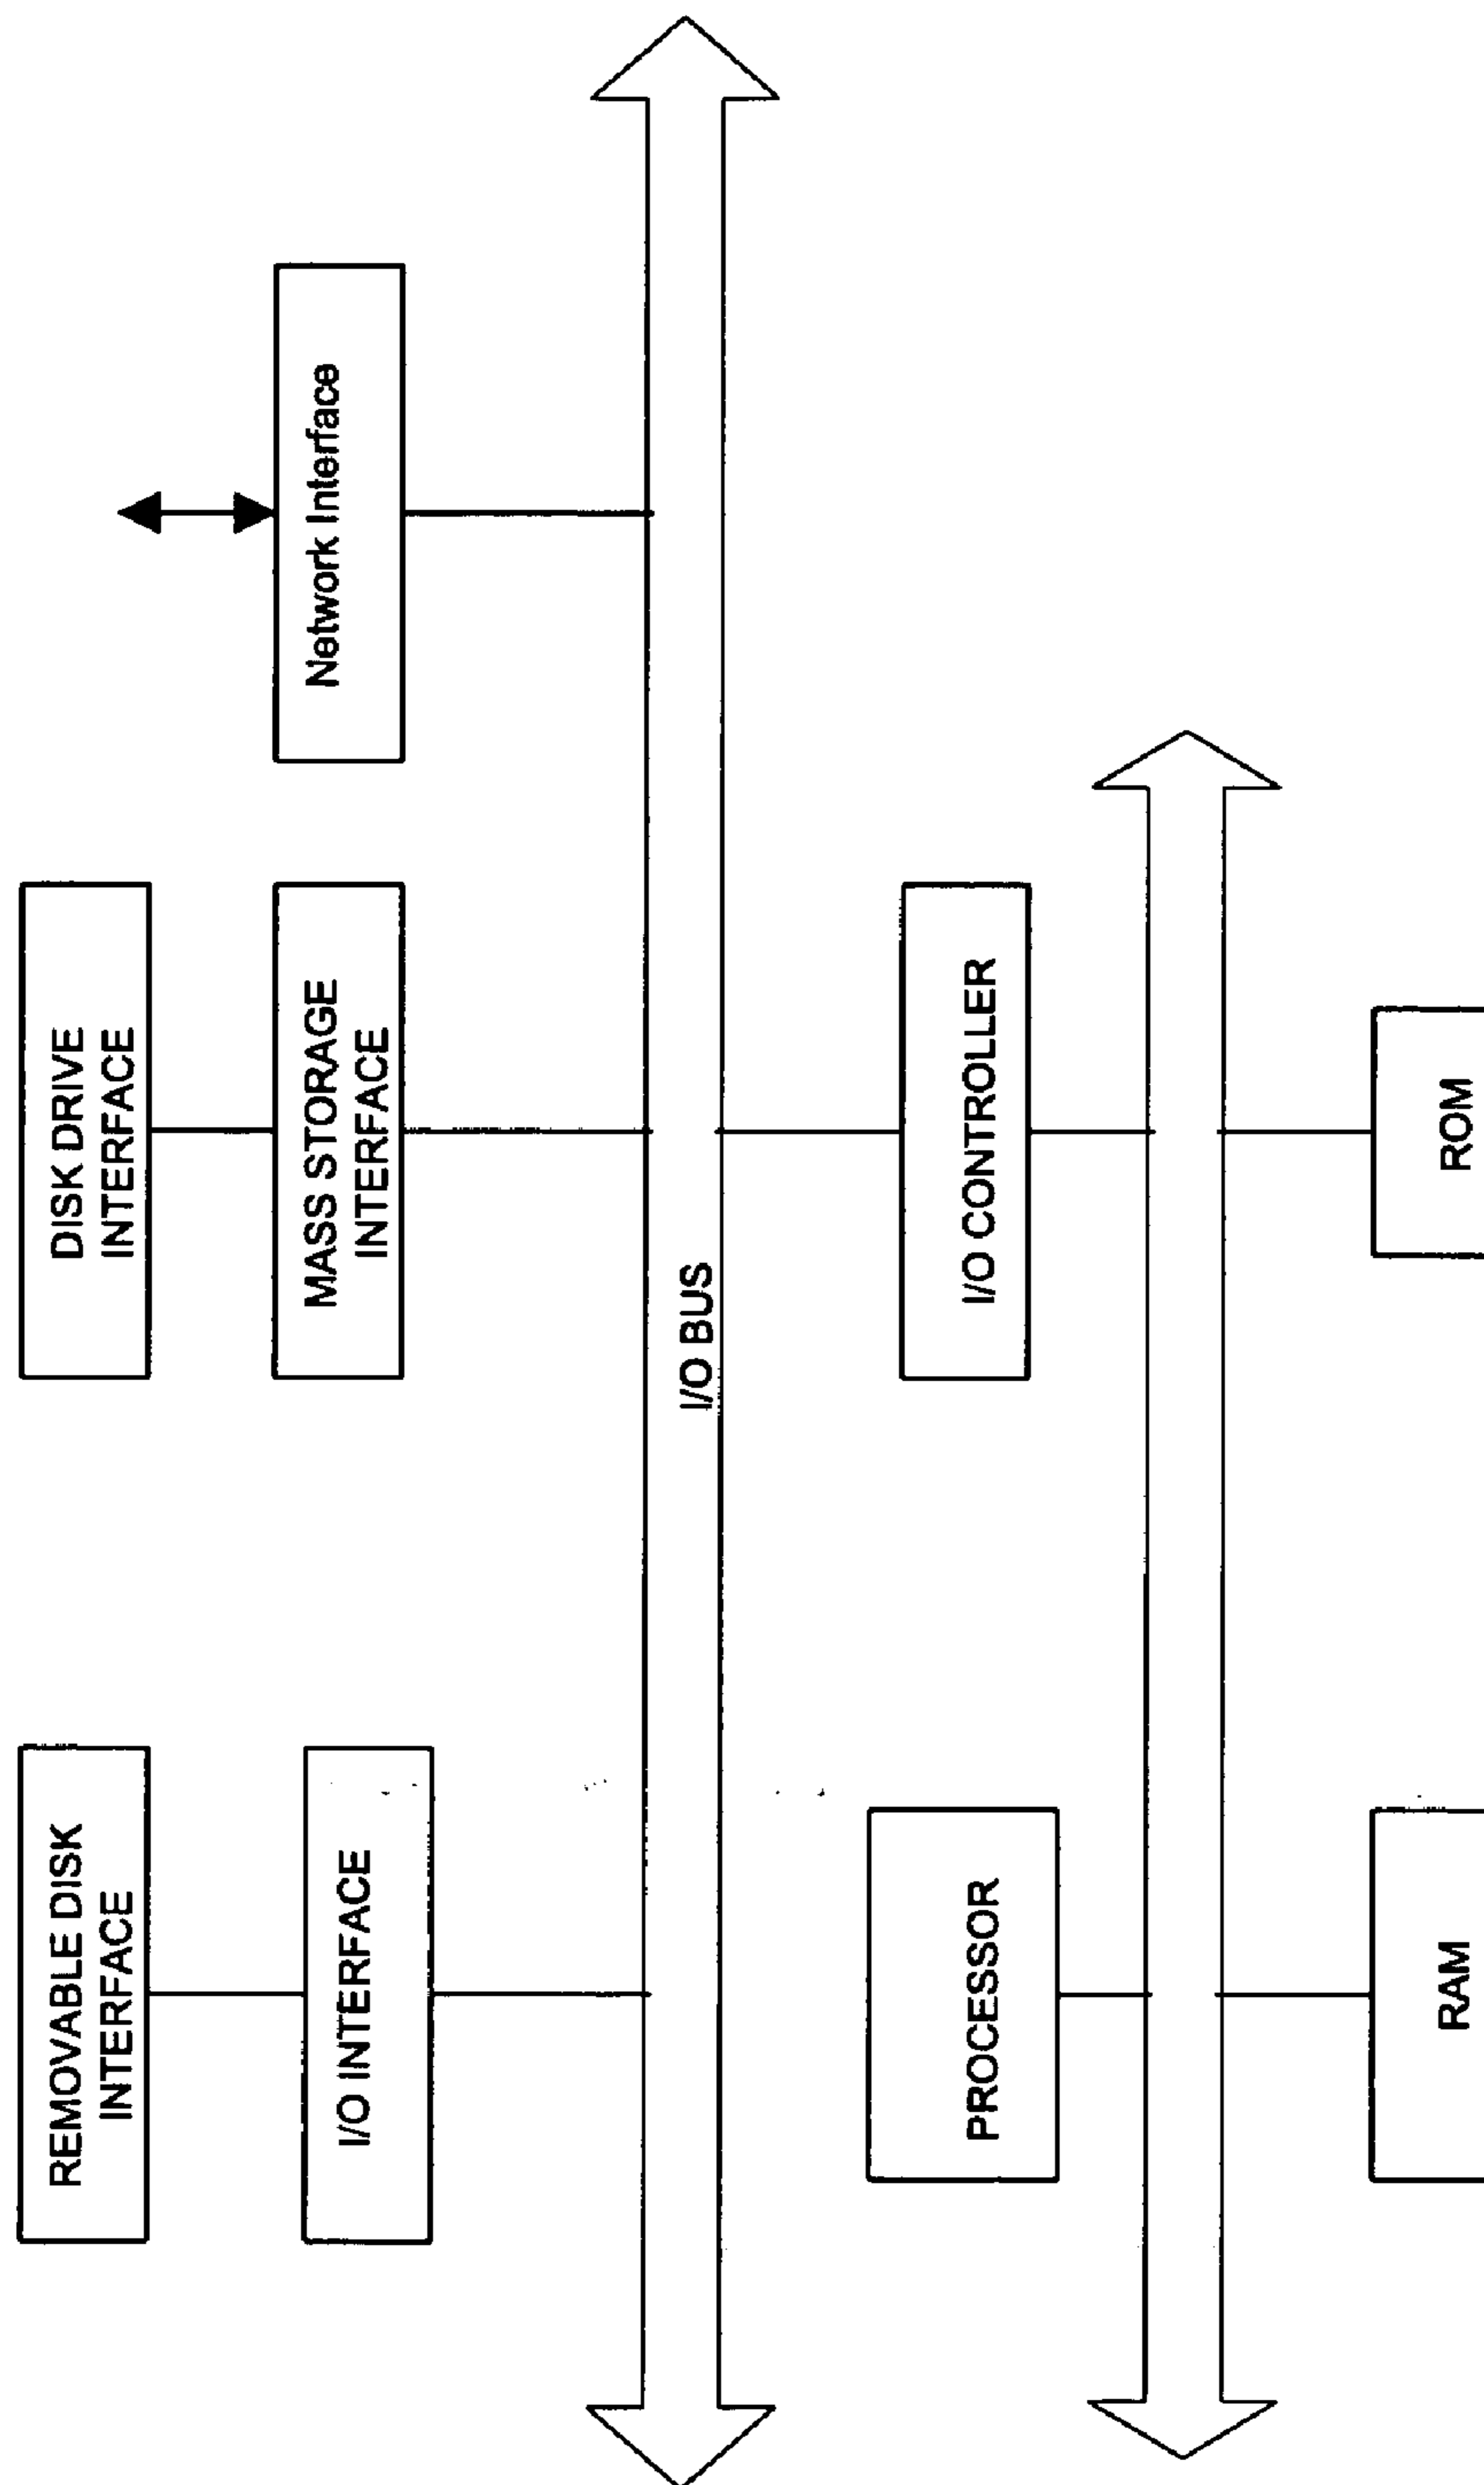 REMOVABLE DISK
INTERFACE
DISK DRIVE
INTERFACE
I/O INTERFACE
MASS STORAGE
INTERFACE
Network Interface
I/O BUS
PROCESSOR
I/O CONTROLLER
RAM
ROM